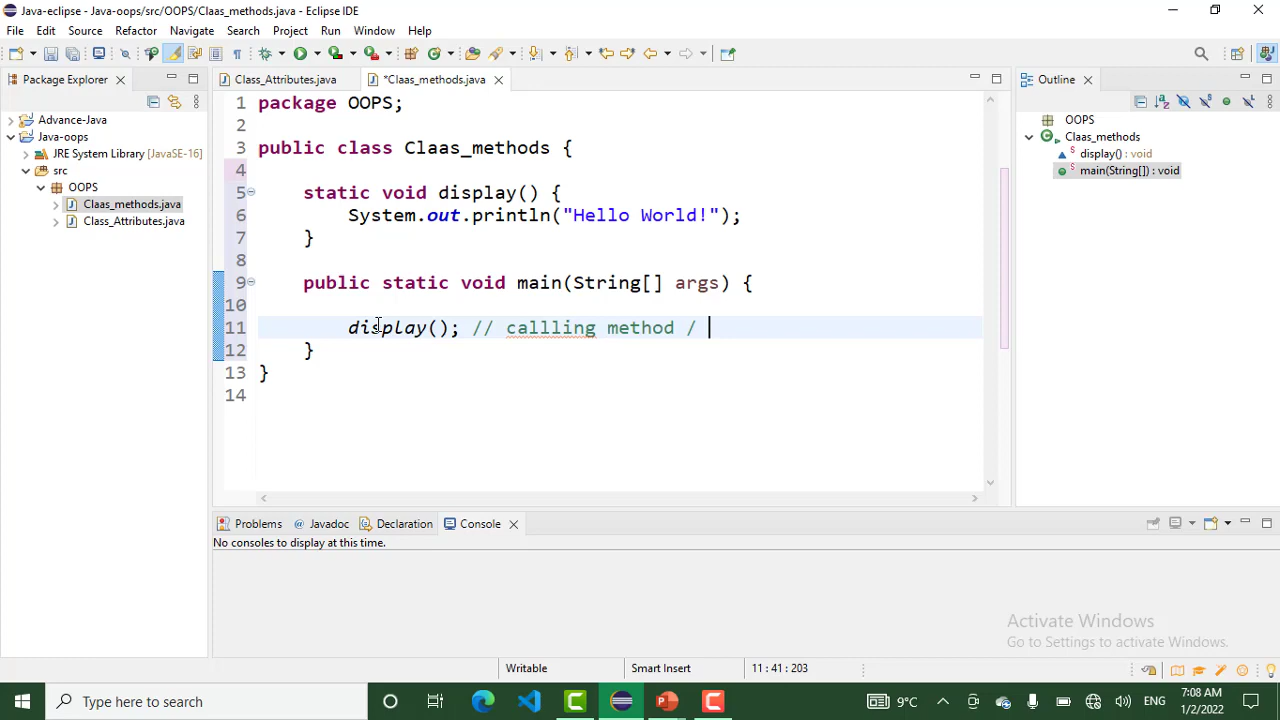 Java-eclipse - Java-oops/src/OOPS/Claas_methods.java - Eclipse IDE
File Edit Source Refactor Navigate Search Project Run Window Help
Package Explorer
Class_Attributes.java
*Claas_methods.java
Outline
Advance-Java
Java-oops
JRE System Library [JavaSE-16]
src
OOPS
Claas_methods.java
Class_Attributes.java
1 package OOPS;
2
3 public class Claas_methods {
4
5 static void display() {
6 System.out.println("Hello World!");
7 }
8
9 public static void main(String[] args) {
10
11 display(); // callling method /
12 }
13 }
14
OOPS
Claas_methods
display() : void
main(String[]) : void
Problems @ Javadoc Declaration Console
No consoles to display at this time.
Activate Windows
Go to Settings to activate Windows.
Writable Smart Insert 11 : 41 : 203
Type here to search
9°C ENG
7:08 AM
1/2/2022